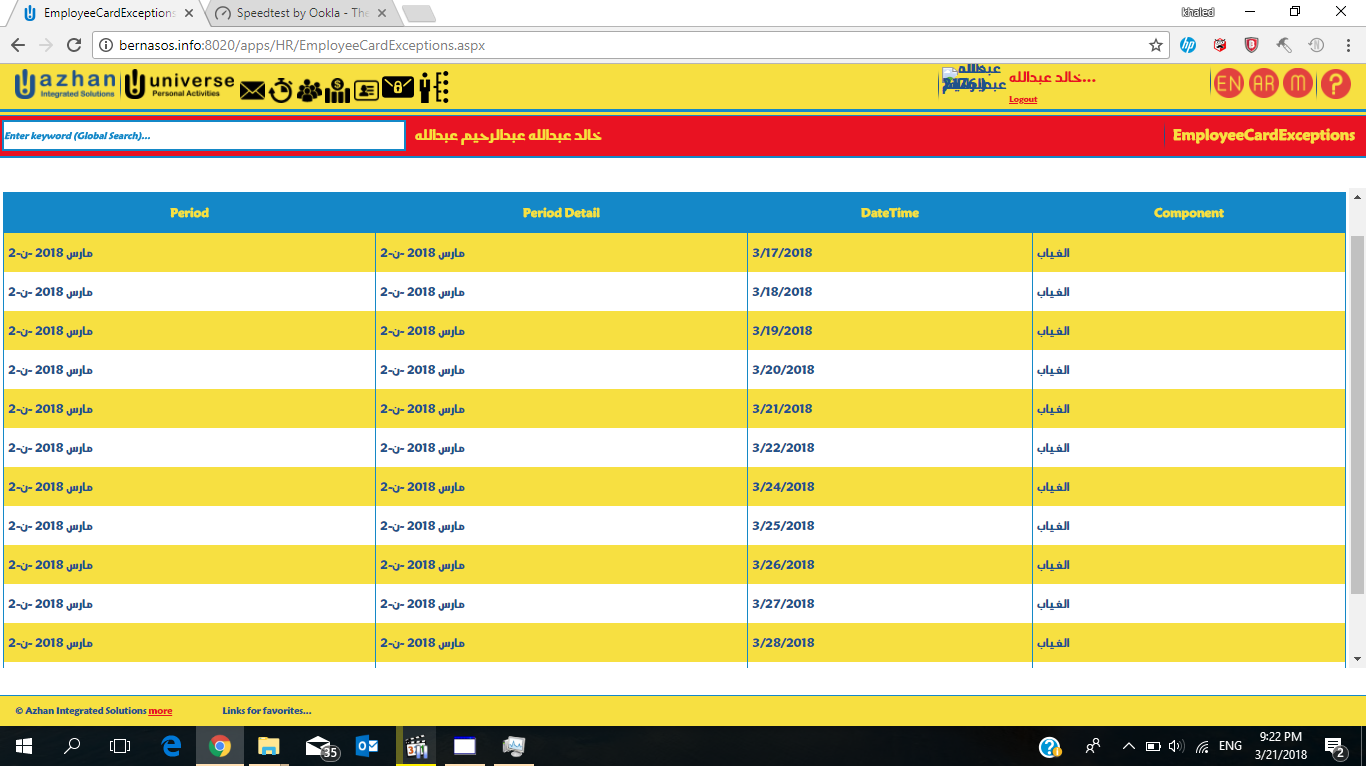 EmployeeCardExceptions
Speedtest by Ookla - The
khaled
bernasos.info:8020/apps/HR/EmployeeCardExceptions.aspx
azhan
Integrated Solutions
universe
Personal Activities
خالد عبدالله...
Logout
EN AR M ?
Enter keyword (Global Search)...
خالد عبدالله عبدالرحيم عبدالله
EmployeeCardExceptions
Period Period Detail DateTime Component
مارس 2018 -ن-2 مارس 2018 -ن-2 3/17/2018 الغياب
مارس 2018 -ن-2 مارس 2018 -ن-2 3/18/2018 الغياب
مارس 2018 -ن-2 مارس 2018 -ن-2 3/19/2018 الغياب
مارس 2018 -ن-2 مارس 2018 -ن-2 3/20/2018 الغياب
مارس 2018 -ن-2 مارس 2018 -ن-2 3/21/2018 الغياب
مارس 2018 -ن-2 مارس 2018 -ن-2 3/22/2018 الغياب
مارس 2018 -ن-2 مارس 2018 -ن-2 3/24/2018 الغياب
مارس 2018 -ن-2 مارس 2018 -ن-2 3/25/2018 الغياب
مارس 2018 -ن-2 مارس 2018 -ن-2 3/26/2018 الغياب
مارس 2018 -ن-2 مارس 2018 -ن-2 3/27/2018 الغياب
مارس 2018 -ن-2 مارس 2018 -ن-2 3/28/2018 الغياب
© Azhan Integrated Solutions more
Links for favorites...
35
ENG
9:22 PM
3/21/2018
2